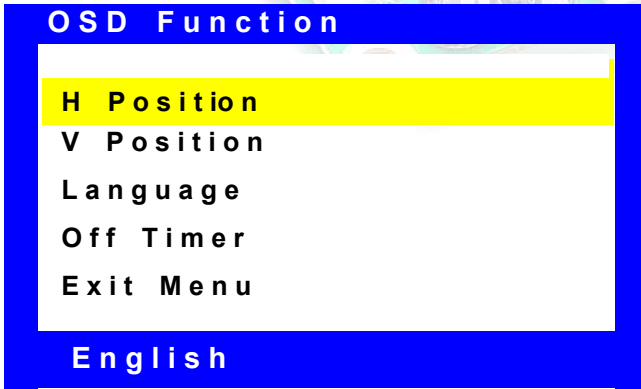 OSD Function
H Position
V Position
Language
Off Timer
Exit Menu
English